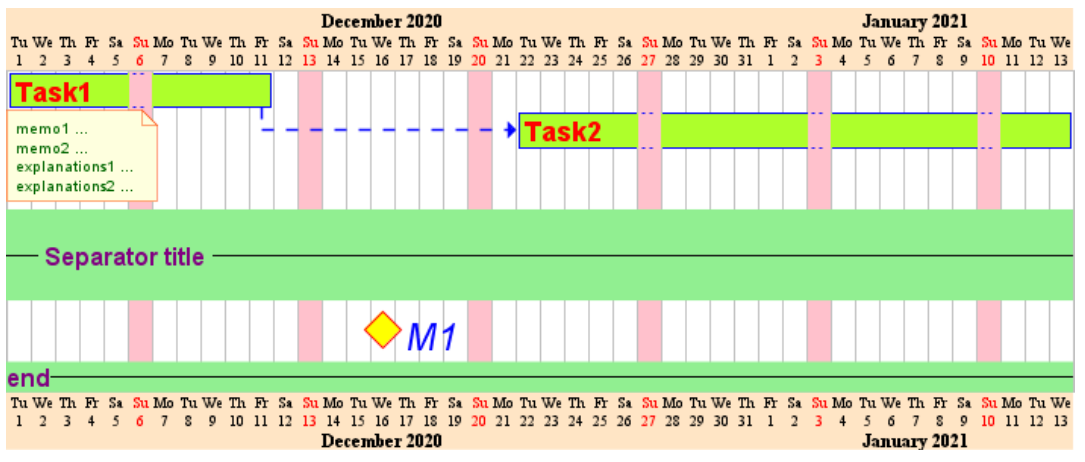 December 2020 January 2021
Tu We Th Fr Sa Su Mo Tu We Th Fr Sa Su Mo Tu We Th Fr Sa Su Mo Tu We Th Fr Sa Su Mo Tu We Th Fr Sa Su Mo Tu We Th Fr Sa Su Mo Tu We
1 2 3 4 5 6 7 8 9 10 11 12 13 14 15 16 17 18 19 20 21 22 23 24 25 26 27 28 29 30 31 1 2 3 4 5 6 7 8 9 10 11 12 13
Task1
memo1 ...
memo2 ...
explanations1 ...
explanations2 ...
Task2
Separator title
M1
end
Tu We Th Fr Sa Su Mo Tu We Th Fr Sa Su Mo Tu We Th Fr Sa Su Mo Tu We Th Fr Sa Su Mo Tu We Th Fr Sa Su Mo Tu We Th Fr Sa Su Mo Tu We
1 2 3 4 5 6 7 8 9 10 11 12 13 14 15 16 17 18 19 20 21 22 23 24 25 26 27 28 29 30 31 1 2 3 4 5 6 7 8 9 10 11 12 13
December 2020 January 2021